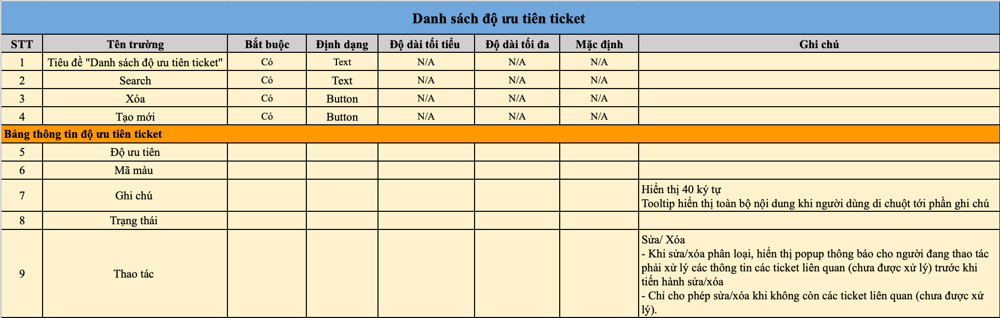 Danh sách độ ưu tiên ticket
STT Tên trường Bắt buộc Định dạng Độ dài tối tiểu Độ dài tối đa Mặc định Ghi chú
1 Tiêu đề "Danh sách độ ưu tiên ticket" Có Text N/A N/A N/A
2 Search Có Text N/A N/A N/A
3 Xóa Có Button N/A N/A N/A
4 Tạo mới Có Button N/A N/A N/A
Bảng thông tin độ ưu tiên ticket
5 Độ ưu tiên
6 Mã màu
7 Ghi chú
Hiển thị 40 ký tự
Tooltip hiển thị toàn bộ nội dung khi người dùng di chuột tới phần ghi chú
8 Trạng thái
9 Thao tác
Sửa/ Xóa
- Khi sửa/xóa phân loại, hiển thị popup thông báo cho người đang thao tác
phải xử lý các thông tin các ticket liên quan (chưa được xử lý) trước khi
tiến hành sửa/xóa
- Chỉ cho phép sửa/xóa khi không còn các ticket liên quan (chưa được xử
lý).